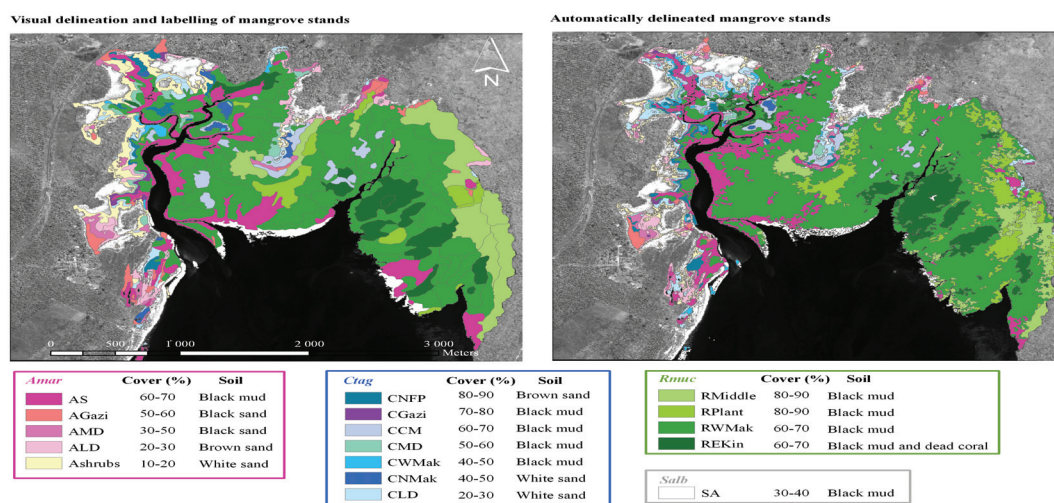 Visual delineation and labelling of mangrove stands
Automatically delineated mangrove stands
N
0 500 1 000 2 000 3 000
Meters
Amar Cover (%) Soil
AS 60-70 Black mud
AGazi 50-60 Black sand
AMD 30-50 Black sand
ALD 20-30 Brown sand
Ashrubs 10-20 White sand
Ctag Cover (%) Soil
CNFP 80-90 Brown sand
CGazi 70-80 Black mud
CCM 60-70 Black mud
CMD 50-60 Black mud
CWMak 40-50 Black mud
CNMak 40-50 White sand
CLD 20-30 White sand
Rmuc Cover (%) Soil
RMiddle 80-90 Black mud
RPlant 80-90 Black mud
RWMak 60-70 Black mud
REKin 60-70 Black mud and dead coral
Salb
SA 30-40 Black mud